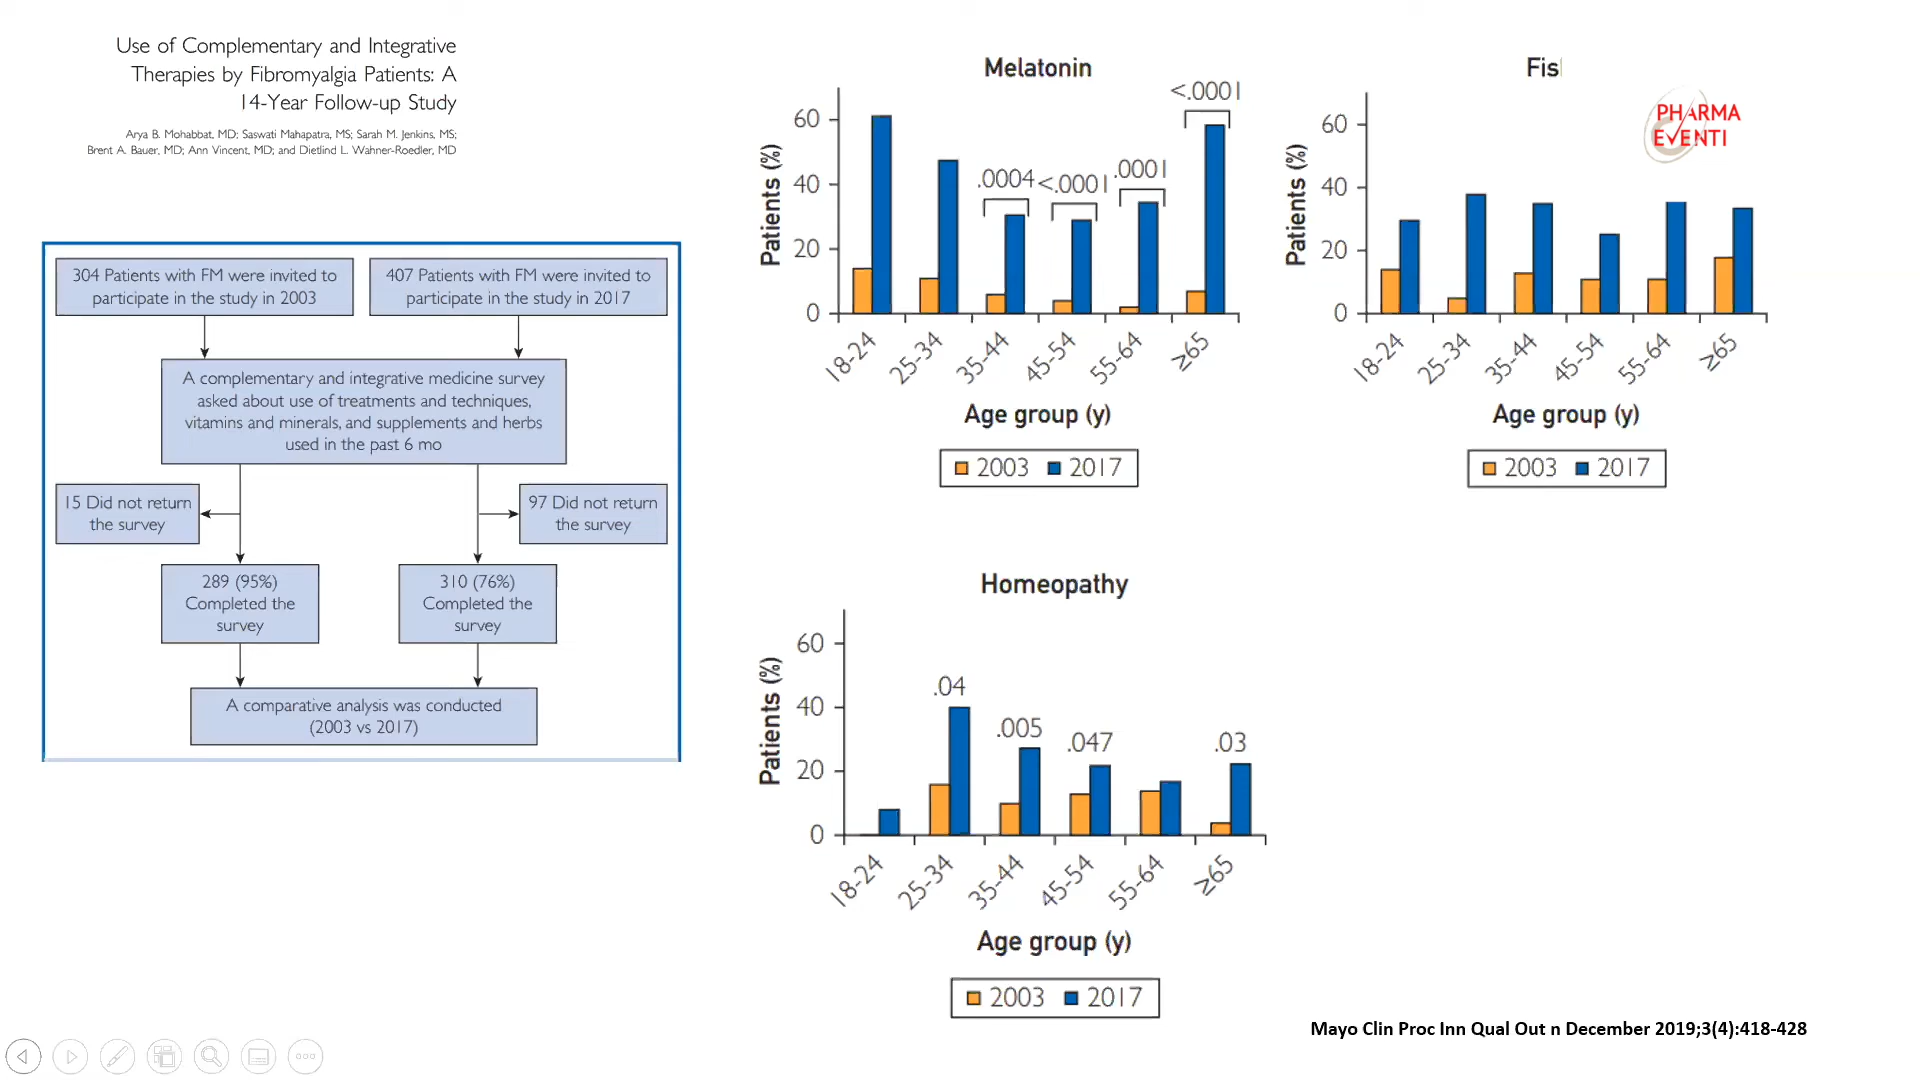 Use of Complementary and Integrative
Therapies by Fibromyalgia Patients: A
14-Year Follow-up Study
Arya B. Mohabbat, MD; Saswati Mahapatra, MS; Sarah M. Jenkins, MS;
Brent A. Bauer, MD; Ann Vincent, MD; and Dietlind L. Wahner-Roedler, MD
304 Patients with FM were invited to
participate in the study in 2003
407 Patients with FM were invited to
participate in the study in 2017
A complementary and integrative medicine survey
asked about use of treatments and techniques,
vitamins and minerals, and supplements and herbs
used in the past 6 mo
15 Did not return
the survey
97 Did not return
the survey
289 (95%)
Completed the
survey
310 (76%)
Completed the
survey
A comparative analysis was conducted
(2003 vs 2017)
Melatonin
Patients (%)
60
40
20
0
.0004
<.0001
.0001
<.0001
18-24
25-34
35-44
45-54
55-64
≥65
Age group (y)
2003
2017
PHARMA
EVENTI
Patients (%)
60
40
20
0
18-24
25-34
35-44
45-54
55-64
≥65
Age group (y)
2003
2017
Homeopathy
Patients (%)
60
40
20
0
.04
.005
.047
.03
18-24
25-34
35-44
45-54
55-64
≥65
Age group (y)
2003
2017
Mayo Clin Proc Inn Qual Out n December 2019;3(4):418-428